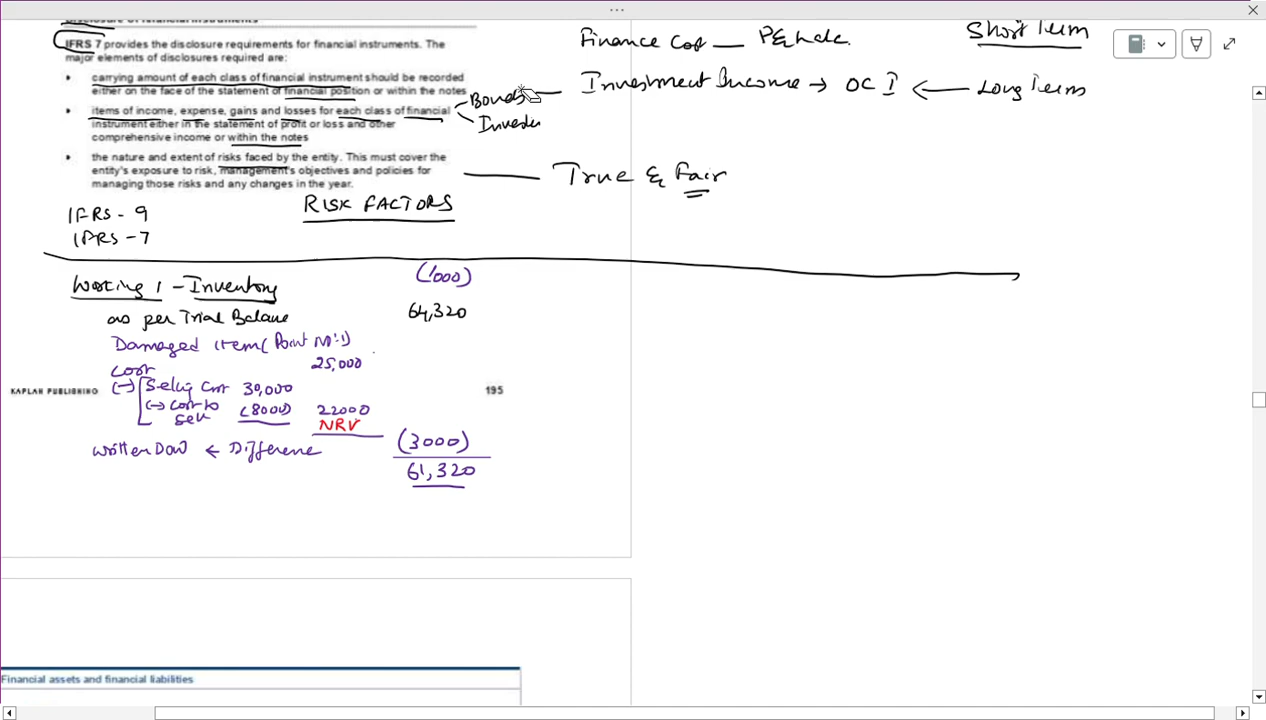 IFRS 7 provides the disclosure requirements for financial instruments. The
major elements of disclosures required are:
• carrying amount of each class of financial instrument should be recorded
either on the face of the statement of financial position or within the notes
• items of income, expense, gains and losses for each class of financial
instrument either in the statement of profit or loss and other
comprehensive income or within the notes
• the nature and extent of risks faced by the entity. This must cover the
entity's exposure to risk, management's objectives and policies for
managing those risks and any changes in the year.
Short Term
Finance Cost —
Investment Income → OCI ← Long Term
Bonds
True & Fair
RISK FACTORS
IFRS - 9
IFRS - 7
Working 1 - Inventory
('000)
as per Trial Balance 64,320
Damaged item (Point Nº:1)
Cost 25,000
(-) 30,000
(-) Cost to
Sell (8000) 22000
NRV
← Difference (3000)
61,320
KAPLAN PUBLISHING 195
Financial assets and financial liabilities